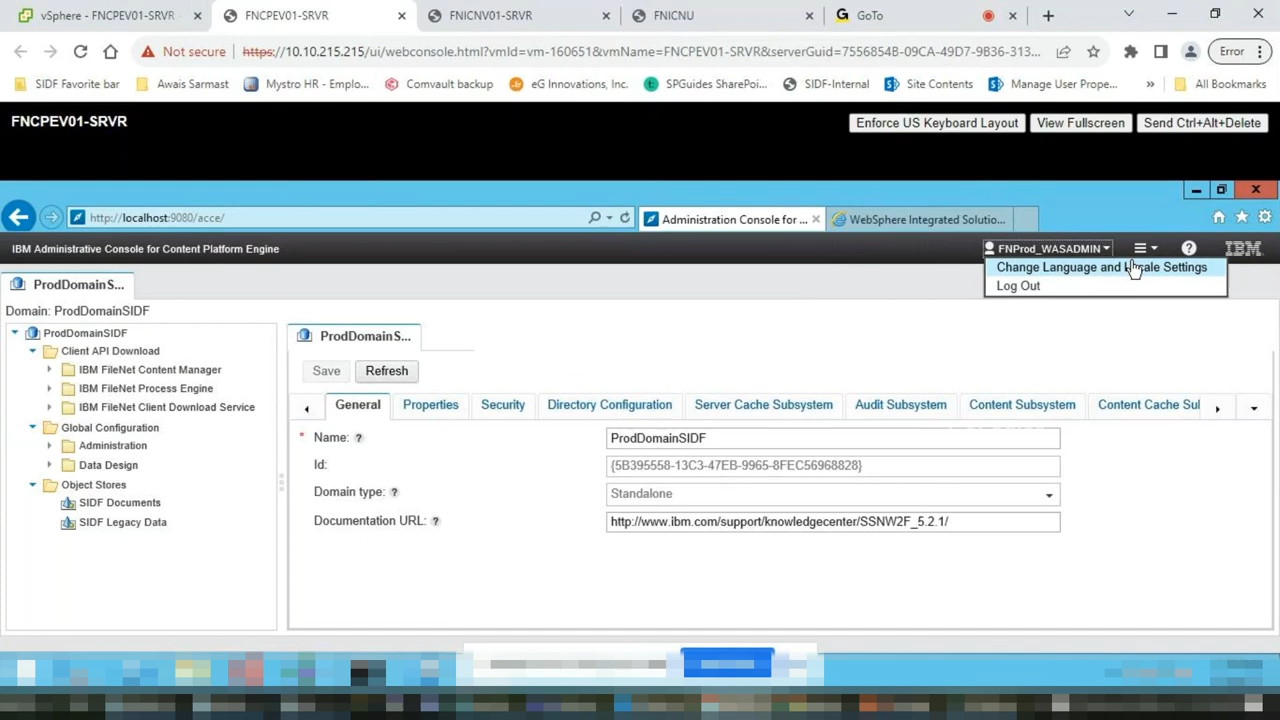 vSphere - FNCPEV01-SRVR -
FNCPEV01-SRVR
FNICNV01-SRVR
FNICNU
GoTo
Not secure
https://10.10.215.215/ui/webconsole.html?vmId=vm-160651&vmName=FNCPEV01-SRVR&serverGuid=7556854B-09CA-49D7-9B36-313...
Error
SIDF Favorite bar
Awais Sarmast
Mystro HR - Emplo...
Comvault backup
eG Innovations, Inc.
SPGuides SharePoi...
SIDF-Internal
Site Contents
Manage User Prope...
»
All Bookmarks
FNCPEV01-SRVR
Enforce US Keyboard Layout
View Fullscreen
Send Ctrl+Alt+Delete
http://localhost:9080/acce/
Administration Console for ...
WebSphere Integrated Solutio...
IBM Administrative Console for Content Platform Engine
FNProd_WASADMIN
IBM
Change Language and Locale Settings
Log Out
ProdDomainS...
Domain: ProdDomainSIDF
ProdDomainSIDF
Client API Download
IBM FileNet Content Manager
IBM FileNet Process Engine
IBM FileNet Client Download Service
Global Configuration
Administration
Data Design
Object Stores
SIDF Documents
SIDF Legacy Data
ProdDomainS...
Save
Refresh
General
Properties
Security
Directory Configuration
Server Cache Subsystem
Audit Subsystem
Content Subsystem
Content Cache Sul
* Name: ?
ProdDomainSIDF
Id:
{5B395558-13C3-47EB-9965-8FEC56968828}
Domain type: ?
Standalone
Documentation URL: ?
http://www.ibm.com/support/knowledgecenter/SSNW2F_5.2.1/